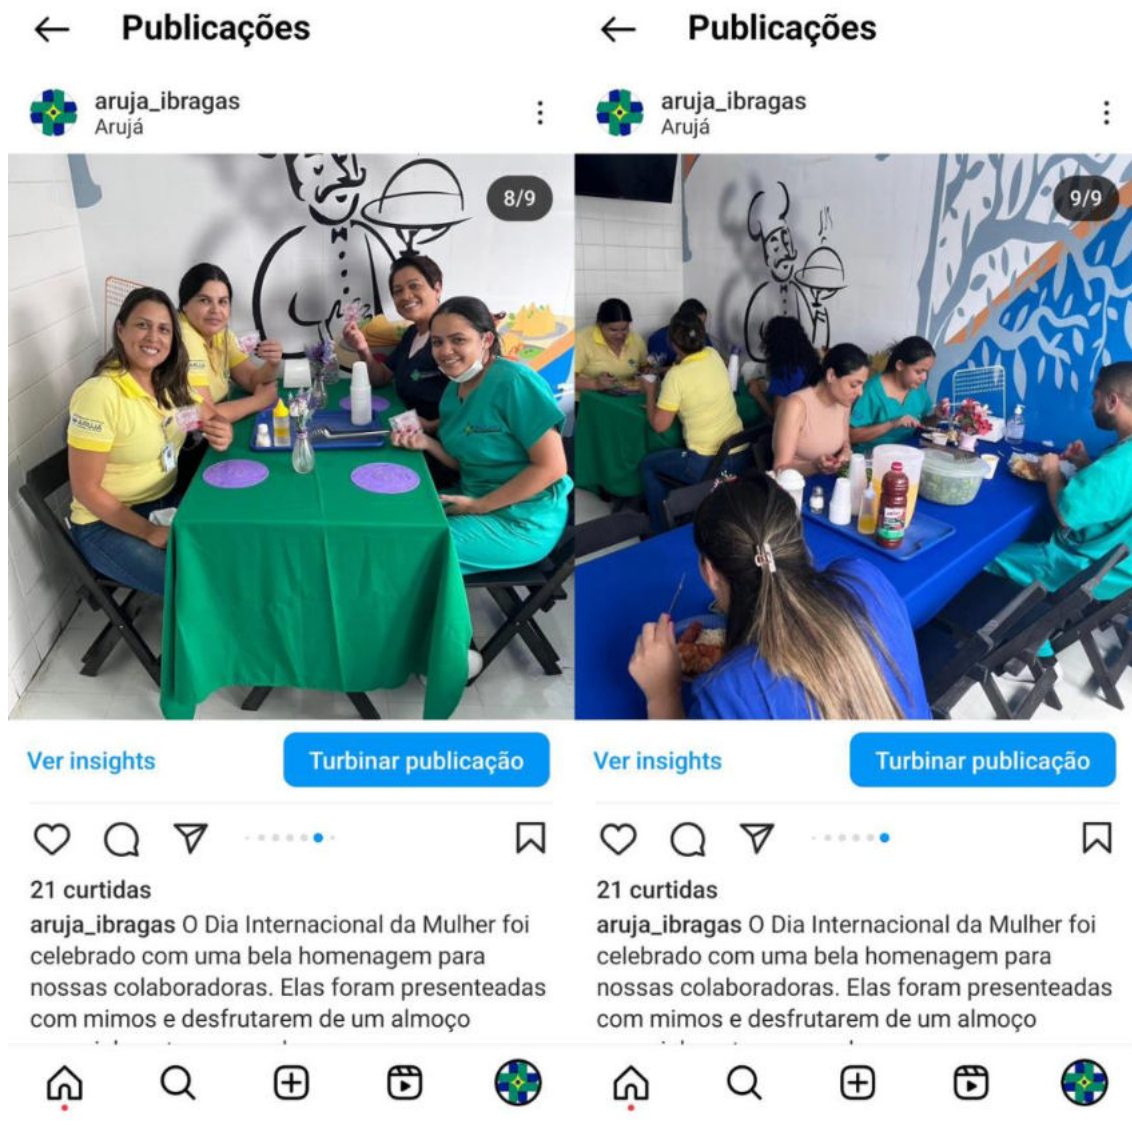 Publicações
aruja_ibragas
Arujá
8/9
Ver insights
Turbinar publicação
21 curtidas
aruja_ibragas O Dia Internacional da Mulher foi
celebrado com uma bela homenagem para
nossas colaboradoras. Elas foram presenteadas
com mimos e desfrutarem de um almoço
Publicações
aruja_ibragas
Arujá
9/9
Ver insights
Turbinar publicação
21 curtidas
aruja_ibragas O Dia Internacional da Mulher foi
celebrado com uma bela homenagem para
nossas colaboradoras. Elas foram presenteadas
com mimos e desfrutarem de um almoço